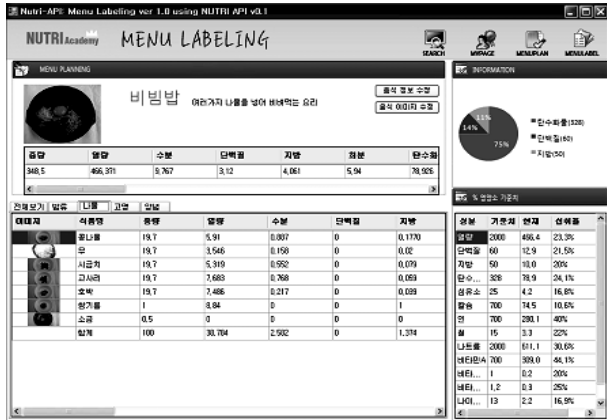 Nutri-API: Menu Labeling ver 1.0 using NUTRI API v0.1
NUTRI Academy MENU LABELING
SEARCH MYPAGE MENUPLAN MENULABEL
MENU PLANNING
비빔밥 여러가지 나물을 넣어 비벼먹는 요리
음식 정보 수정
음식 이미지 수정
중량 열량 수분 단백질 지방 회분 탄수화
348,5 466,371 9,767 3,12 4,061 5,94 78,926
전체보기 밥류 나물 고명 양념
이미지 식품명 중량 열량 수분 단백질 지방
콩나물 19,7 5,91 0,887 0 0,1770
무 19,7 3,546 0,158 0 0,02
시금치 19,7 5,319 0,552 0 0,079
고사리 19,7 7,683 0,768 0 0,059
호박 19,7 7,486 0,217 0 0,039
참기름 1 8,84 0 0 1
소금 0,5 0 0 0 0
합계 100 38,784 2,582 0 1,374
INFORMATION
11%
14%
75%
탄수화물(328)
단백질(60)
지방(50)
% 영양소 기준치
성분 기준치 현재 섭취율
열량 2000 466,4 23,3%
단백질 60 12,9 21,5%
지방 50 10,0 20%
탄수... 328 78,9 24,1%
섬유소 25 4,2 16,8%
칼슘 700 74,5 10,6%
인 700 280,1 40%
철 15 3,3 22%
나트륨 2000 611,1 30,6%
비타민A 700 309,0 44,1%
비타... 1 0,2 20%
비타... 1,2 0,3 25%
나이... 13 2,2 16,9%